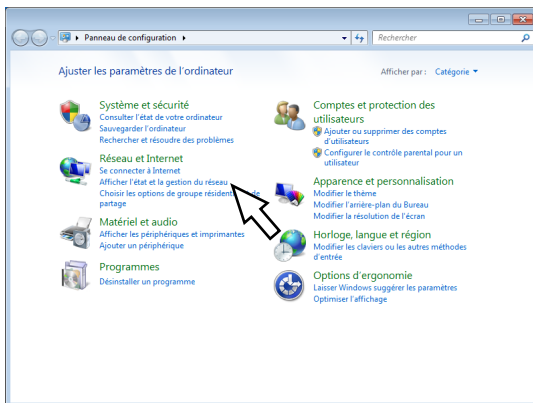 Panneau de configuration
Rechercher
Ajuster les paramètres de l'ordinateur
Afficher par : Catégorie
Système et sécurité
Consulter l'état de votre ordinateur
Sauvegarder l'ordinateur
Rechercher et résoudre des problèmes
Réseau et Internet
Se connecter à Internet
Afficher l'état et la gestion du réseau
Choisir les options de groupe de
partage
Matériel et audio
Afficher les périphériques et imprimantes
Ajouter un périphérique
Programmes
Désinstaller un programme
Comptes et protection des
utilisateurs
Ajouter ou supprimer des comptes
d'utilisateurs
Configurer le contrôle parental pour un
utilisateur
Apparence et personnalisation
Modifier le thème
Modifier l'arrière-plan du Bureau
Modifier la résolution de l'écran
Horloge, langue et région
Modifier les claviers ou les autres méthodes
d'entrée
Options d'ergonomie
Laisser Windows suggérer les paramètres
Optimiser l'affichage